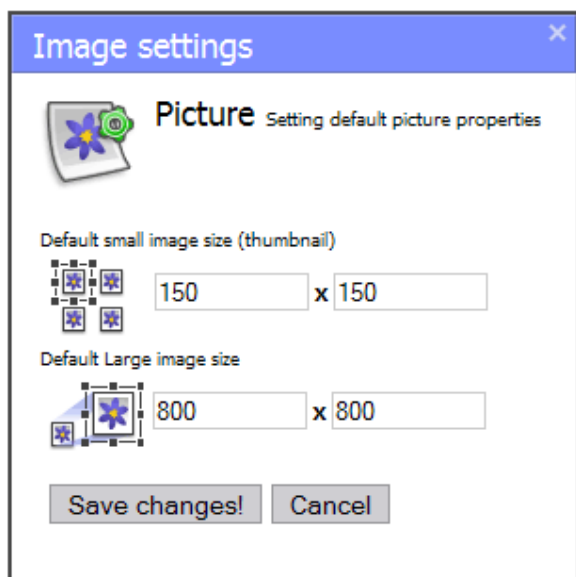 Image settings ×
Picture Setting default picture properties
Default small image size (thumbnail)
150 x 150
Default Large image size
800 x 800
Save changes! Cancel